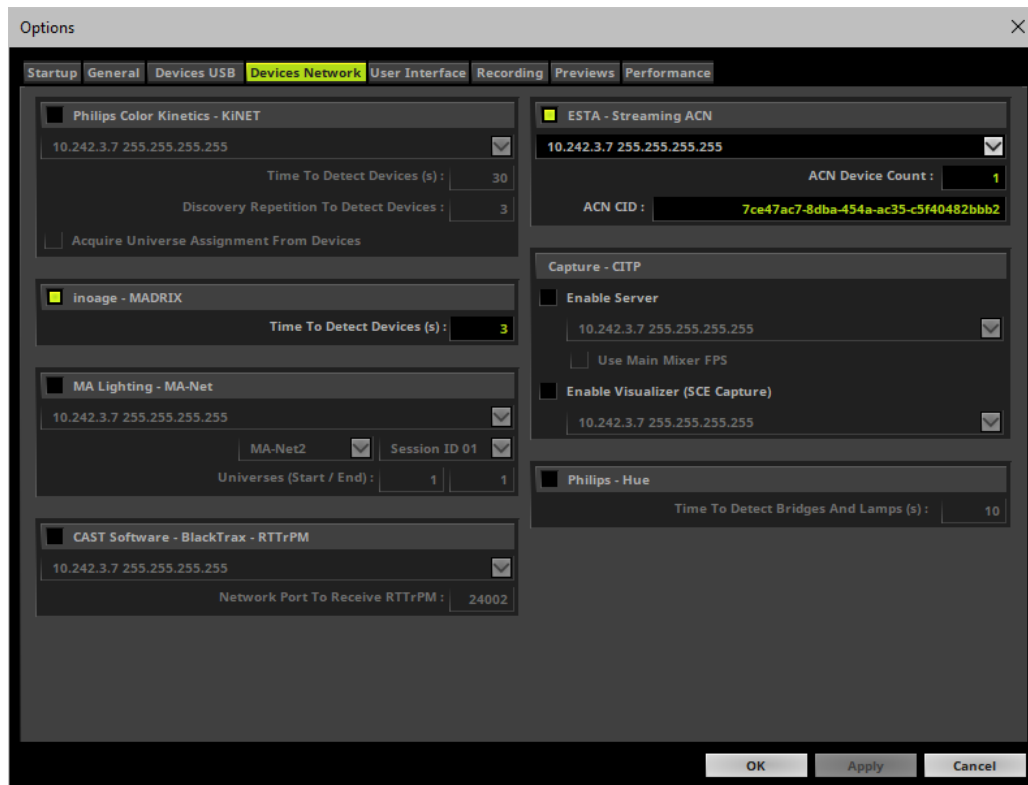 Options
Startup General Devices USB Devices Network User Interface Recording Previews Performance
Philips Color Kinetics - KiNET
10.242.3.7 255.255.255.255
Time To Detect Devices (s) : 30
Discovery Repetition To Detect Devices : 3
Acquire Universe Assignment From Devices
inoage - MADRIX
Time To Detect Devices (s) : 3
MA Lighting - MA-Net
10.242.3.7 255.255.255.255
MA-Net2 Session ID 01
Universes (Start / End) : 1 1
CAST Software - BlackTrax - RTTrPM
10.242.3.7 255.255.255.255
Network Port To Receive RTTrPM : 24002
ESTA - Streaming ACN
10.242.3.7 255.255.255.255
ACN Device Count : 1
ACN CID : 7ce47ac7-8dba-454a-ac35-c5f40482bbb2
Capture - CITP
Enable Server
10.242.3.7 255.255.255.255
Use Main Mixer FPS
Enable Visualizer (SCE Capture)
10.242.3.7 255.255.255.255
Philips - Hue
Time To Detect Bridges And Lamps (s) : 10
OK Apply Cancel